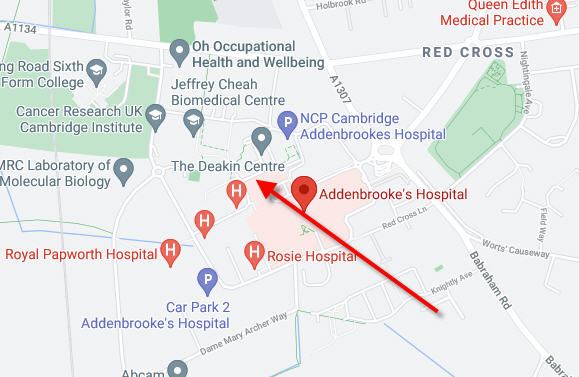 Holbrook Rd
Queen Edith
Medical Practice
A1134
Oh Occupational
Health and Wellbeing
RED CROSS
ng Road Sixth
Form College
Jeffrey Cheah
Biomedical Centre
A1307
Nightingale Ave
Cancer Research UK
Cambridge Institute
NCP Cambridge
Addenbrookes Hospital
MRC Laboratory of
Molecular Biology
The Deakin Centre
Addenbrooke's Hospital
Red Cross Ln
Field Way
Royal Papworth Hospital
Rosie Hospital
Worts' Causeway
Babraham Rd
Knightly Ave
Car Park 2
Addenbrooke's Hospital
Dame Mary Archer Way
Abcam